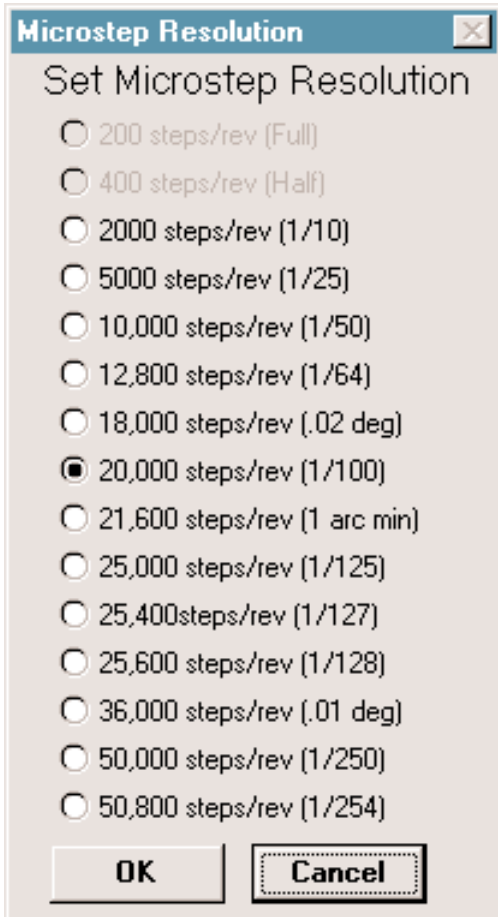 Microstep Resolution
Set Microstep Resolution
200 steps/rev (Full)
400 steps/rev (Half)
2000 steps/rev (1/10)
5000 steps/rev (1/25)
10,000 steps/rev (1/50)
12,800 steps/rev (1/64)
18,000 steps/rev (.02 deg)
20,000 steps/rev (1/100)
21,600 steps/rev (1 arc min)
25,000 steps/rev (1/125)
25,400steps/rev (1/127)
25,600 steps/rev (1/128)
36,000 steps/rev (.01 deg)
50,000 steps/rev (1/250)
50,800 steps/rev (1/254)
OK Cancel